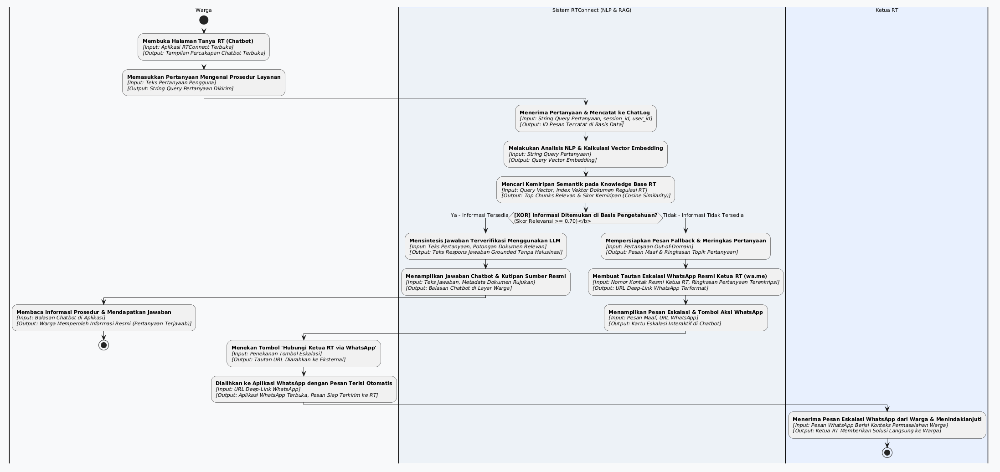 Warga
Sistem RTConnect (NLP & RAG)
Ketua RT
Membuka Halaman Tanya RT (Chatbot)
[Input: Aplikasi RTConnect Terbuka]
[Output: Tampilan Percakapan Chatbot Terbuka]
Memasukkan Pertanyaan Mengenai Prosedur Layanan
[Input: Teks Pertanyaan Pengguna]
[Output: String Query Pertanyaan Dikirim]
Menerima Pertanyaan & Mencatat ke ChatLog
[Input: String Query Pertanyaan, session_id, user_id]
[Output: ID Pesan Tercatat di Basis Data]
Melakukan Analisis NLP & Kalkulasi Vector Embedding
[Input: String Query Pertanyaan]
[Output: Query Vector Embedding]
Mencari Kemiripan Semantik pada Knowledge Base RT
[Input: Query Vector, Index Vektor Dokumen Regulasi RT]
[Output: Top Chunks Relevan & Skor Kemiripan (Cosine Similarity)]
Ya - Informasi Tersedia
[XOR] Informasi Ditemukan di Basis Pengetahuan?
(Skor Relevansi >= 0.70)</b>
Tidak - Informasi Tidak Tersedia
Mensintesis Jawaban Terverifikasi Menggunakan LLM
[Input: Teks Pertanyaan, Potongan Dokumen Relevan]
[Output: Teks Respons Jawaban Grounded Tanpa Halusinasi]
Mempersiapkan Pesan Fallback & Meringkas Pertanyaan
[Input: Pertanyaan Out-of-Domain]
[Output: Pesan Maaf & Ringkasan Topik Pertanyaan]
Menampilkan Jawaban Chatbot & Kutipan Sumber Resmi
[Input: Teks Jawaban, Metadata Dokumen Rujukan]
[Output: Balasan Chatbot di Layar Warga]
Membuat Tautan Eskalasi WhatsApp Resmi Ketua RT (wa.me)
[Input: Nomor Kontak Resmi Ketua RT, Ringkasan Pertanyaan Terenkripsi]
[Output: URL Deep-Link WhatsApp Terformat]
Membaca Informasi Prosedur & Mendapatkan Jawaban
[Input: Balasan Chatbot di Aplikasi]
[Output: Warga Memperoleh Informasi Resmi (Pertanyaan Terjawab)]
Menampilkan Pesan Eskalasi & Tombol Aksi WhatsApp
[Input: Pesan Maaf, URL WhatsApp]
[Output: Kartu Eskalasi Interaktif di Chatbot]
Menekan Tombol 'Hubungi Ketua RT via WhatsApp'
[Input: Penekanan Tombol Eskalasi]
[Output: Tautan URL Diarahkan ke Eksternal]
Dialihkan ke Aplikasi WhatsApp dengan Pesan Terisi Otomatis
[Input: URL Deep-Link WhatsApp]
[Output: Aplikasi WhatsApp Terbuka, Pesan Siap Terkirim ke RT]
Menerima Pesan Eskalasi WhatsApp dari Warga & Menindaklanjuti
[Input: Pesan WhatsApp Berisi Konteks Permasalahan Warga]
[Output: Ketua RT Memberikan Solusi Langsung ke Warga]